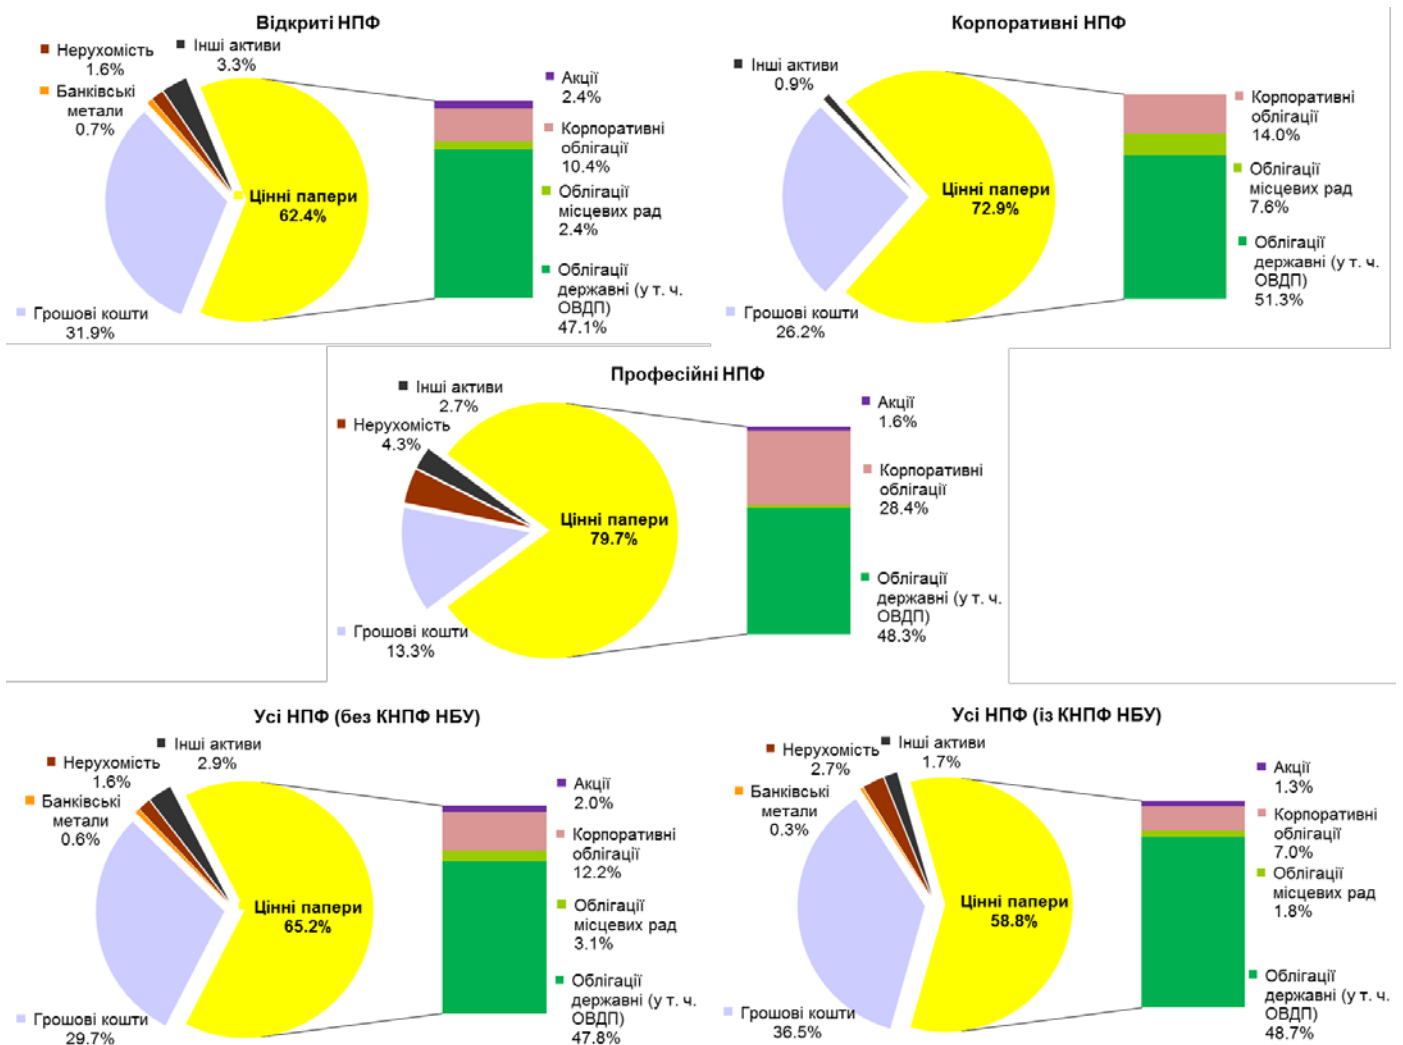 Відкриті НПФ
Нерухомість
1.6%
Інші активи
3.3%
Банківські
метали
0.7%
Цінні папери
62.4%
Грошові кошти
31.9%
Акції
2.4%
Корпоративні
облігації
10.4%
Облігації
місцевих рад
2.4%
Облігації
державні (у т. ч.
ОВДП)
47.1%
Корпоративні НПФ
Інші активи
0.9%
Цінні папери
72.9%
Грошові кошти
26.2%
Корпоративні
облігації
14.0%
Облігації
місцевих рад
7.6%
Облігації
державні (у т. ч.
ОВДП)
51.3%
Професійні НПФ
Інші активи
2.7%
Нерухомість
4.3%
Цінні папери
79.7%
Грошові кошти
13.3%
Акції
1.6%
Корпоративні
облігації
28.4%
Облігації
державні (у т. ч.
ОВДП)
48.3%
Усі НПФ (без КНПФ НБУ)
Інші активи
2.9%
Нерухомість
1.6%
Банківські
метали
0.6%
Цінні папери
65.2%
Грошові кошти
29.7%
Акції
2.0%
Корпоративні
облігації
12.2%
Облігації
місцевих рад
3.1%
Облігації
державні (у т. ч.
ОВДП)
47.8%
Усі НПФ (із КНПФ НБУ)
Інші активи
1.7%
Нерухомість
2.7%
Банківські
метали
0.3%
Цінні папери
58.8%
Грошові кошти
36.5%
Акції
1.3%
Корпоративні
облігації
7.0%
Облігації
місцевих рад
1.8%
Облігації
державні (у т. ч.
ОВДП)
48.7%